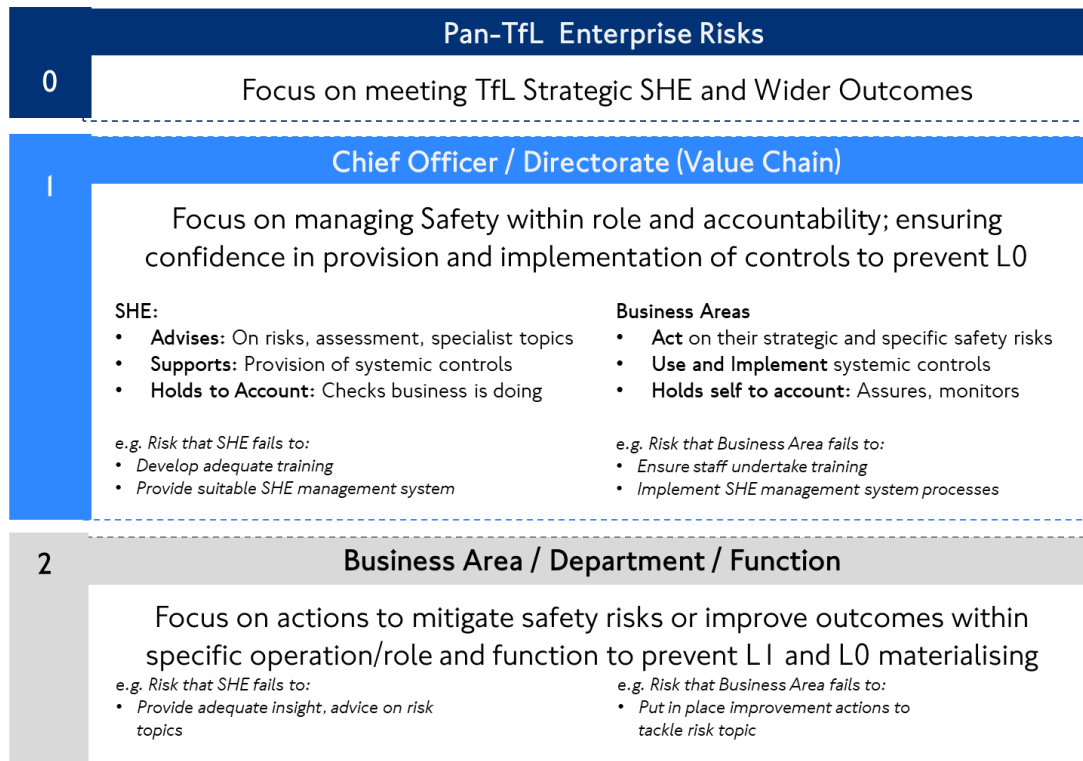 Pan-TfL Enterprise Risks
0
Focus on meeting TfL Strategic SHE and Wider Outcomes
1
Chief Officer / Directorate (Value Chain)
Focus on managing Safety within role and accountability; ensuring
confidence in provision and implementation of controls to prevent L0
SHE:
• Advises: On risks, assessment, specialist topics
• Supports: Provision of systemic controls
• Holds to Account: Checks business is doing
e.g. Risk that SHE fails to:
• Develop adequate training
• Provide suitable SHE management system
Business Areas
• Act on their strategic and specific safety risks
• Use and Implement systemic controls
• Holds self to account: Assures, monitors
e.g. Risk that Business Area fails to:
• Ensure staff undertake training
• Implement SHE management system processes
2
Business Area / Department / Function
Focus on actions to mitigate safety risks or improve outcomes within
specific operation/role and function to prevent L1 and L0 materialising
e.g. Risk that SHE fails to:
• Provide adequate insight, advice on risk
topics
e.g. Risk that Business Area fails to:
• Put in place improvement actions to
tackle risk topic